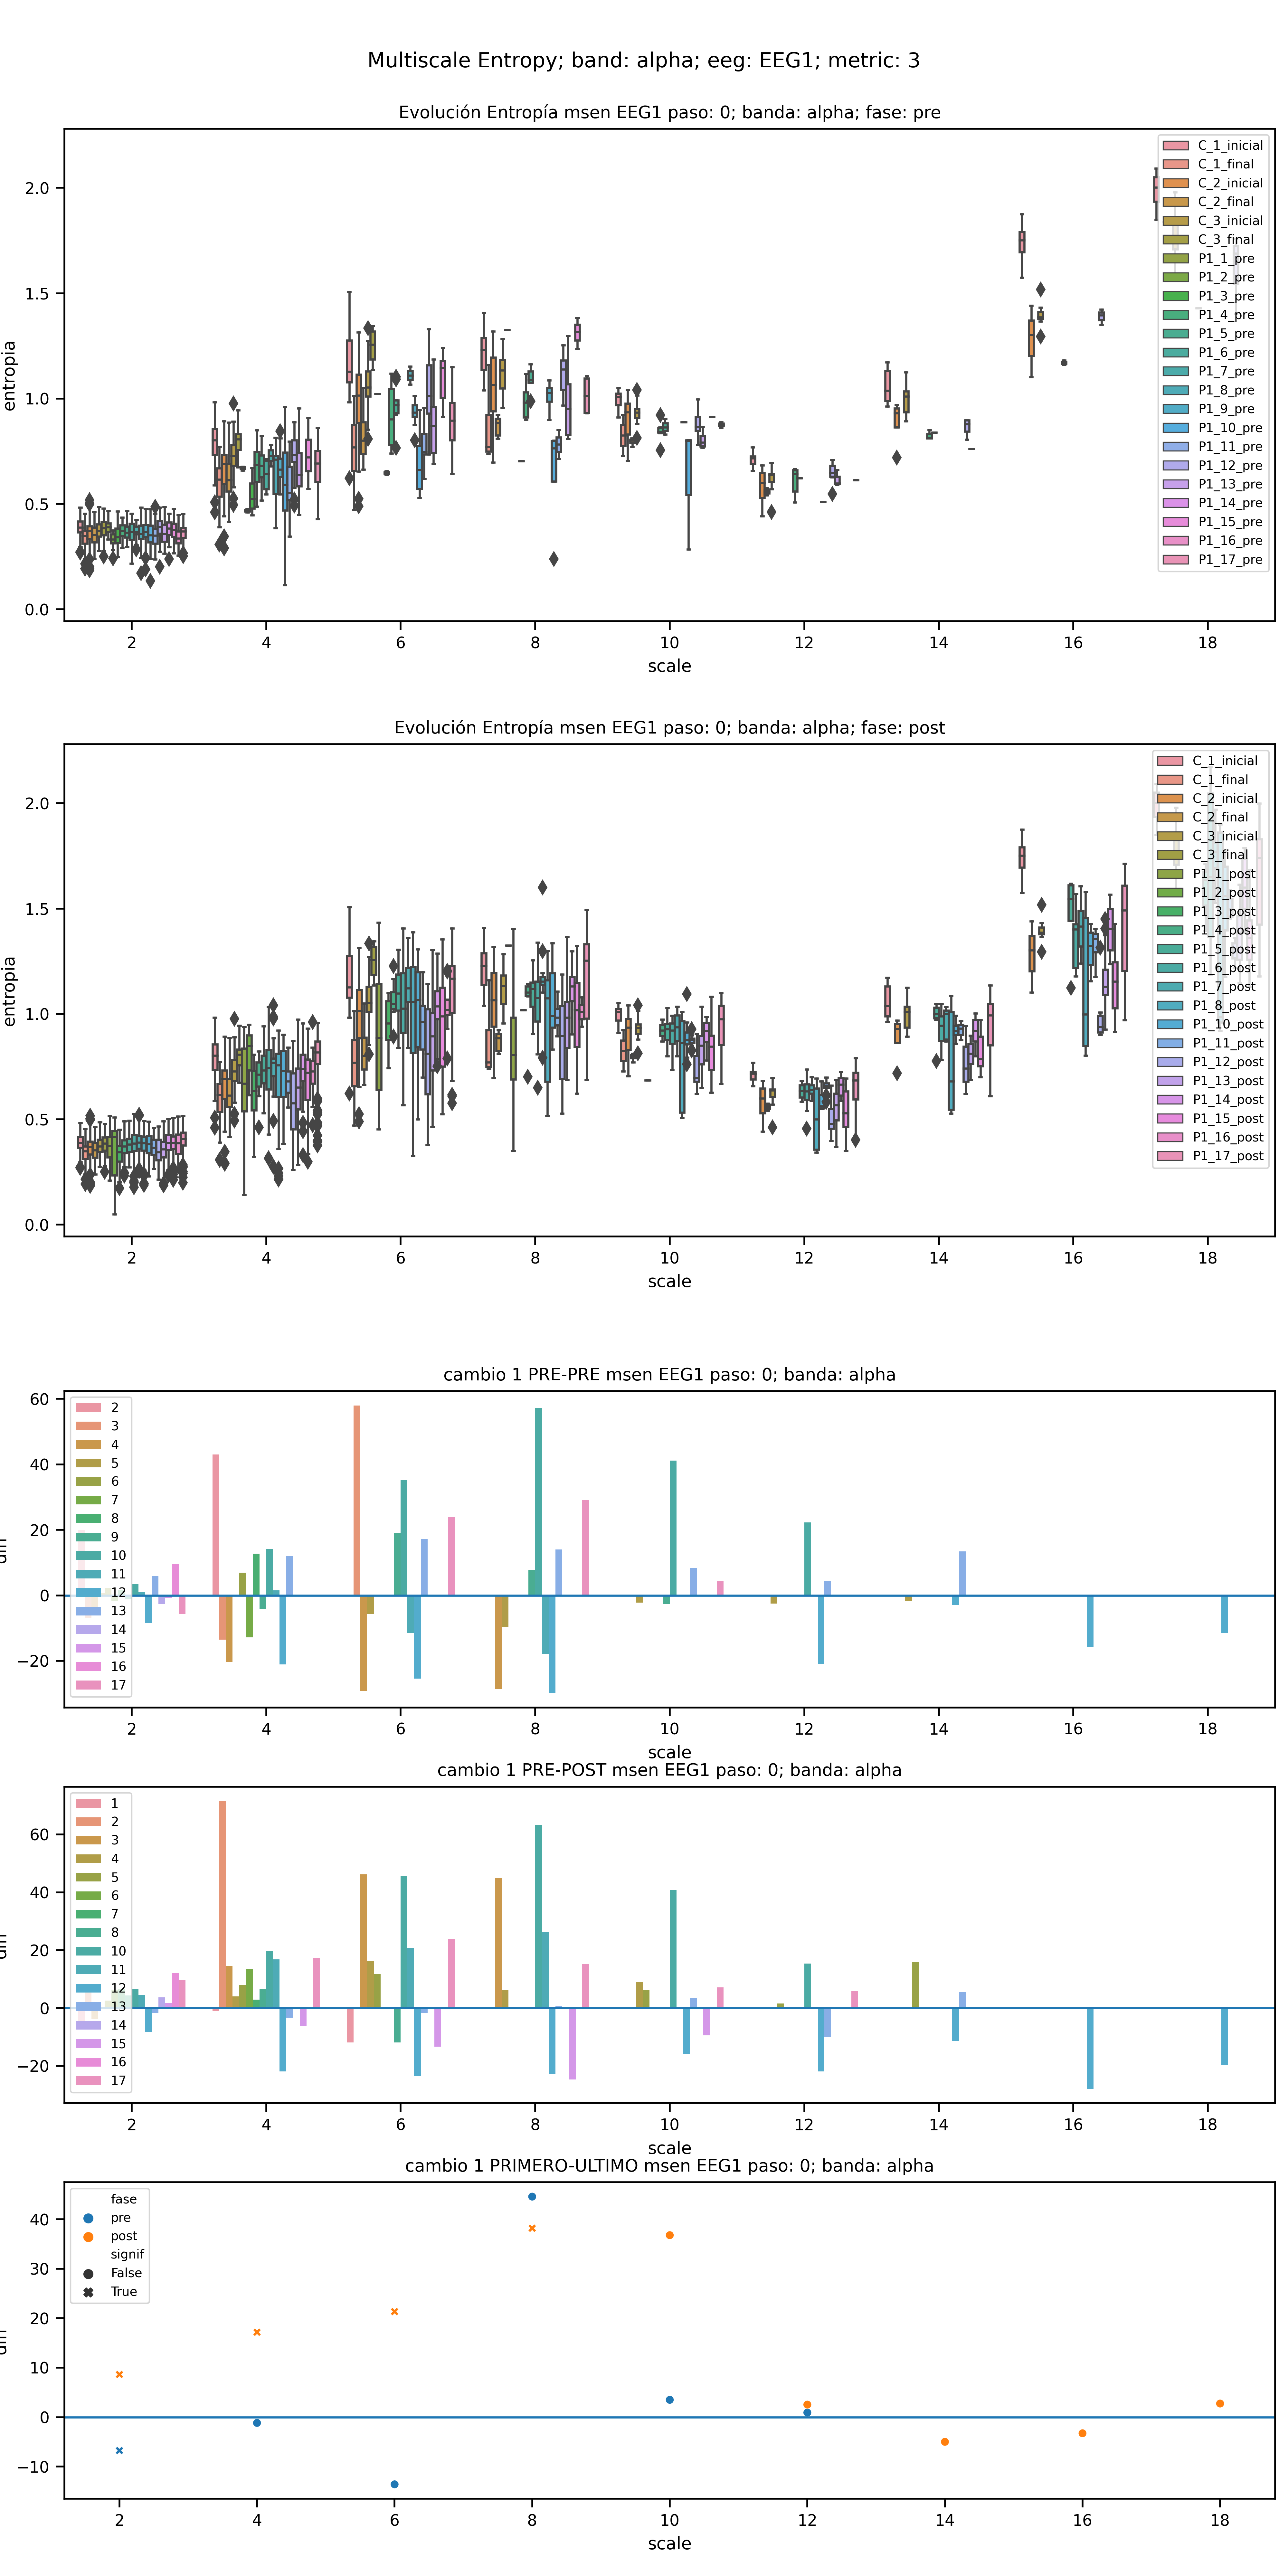 Multiscale Entropy; band: alpha; eeg: EEG1; metric: 3
Evolución Entropía msen EEG1 paso: 0; banda: alpha; fase: pre
entropia
2.0
1.5
1.0
0.5
0.0
C_1_inicial
C_1_final
C_2_inicial
C_2_final
C_3_inicial
C_3_final
P1_1_pre
P1_2_pre
P1_3_pre
P1_4_pre
P1_5_pre
P1_6_pre
P1_7_pre
P1_8_pre
P1_9_pre
P1_10_pre
P1_11_pre
P1_12_pre
P1_13_pre
P1_14_pre
P1_15_pre
P1_16_pre
P1_17_pre
2 4 6 8 10 12 14 16 18
scale
Evolución Entropía msen EEG1 paso: 0; banda: alpha; fase: post
entropia
2.0
1.5
1.0
0.5
0.0
C_1_inicial
C_1_final
C_2_inicial
C_2_final
C_3_inicial
C_3_final
P1_1_post
P1_2_post
P1_3_post
P1_4_post
P1_5_post
P1_6_post
P1_7_post
P1_8_post
P1_10_post
P1_11_post
P1_12_post
P1_13_post
P1_14_post
P1_15_post
P1_16_post
P1_17_post
2 4 6 8 10 12 14 16 18
scale
cambio 1 PRE-PRE msen EEG1 paso: 0; banda: alpha
60
40
20
0
−20
2
3
4
5
6
7
8
9
10
11
12
13
14
15
16
17
2 4 6 8 10 12 14 16 18
scale
cambio 1 PRE-POST msen EEG1 paso: 0; banda: alpha
60
40
20
0
−20
1
2
3
4
5
6
7
8
10
11
12
13
14
15
16
17
2 4 6 8 10 12 14 16 18
scale
cambio 1 PRIMERO-ULTIMO msen EEG1 paso: 0; banda: alpha
40
30
20
10
0
−10
fase
pre
post
signif
False
True
2 4 6 8 10 12 14 16 18
scale